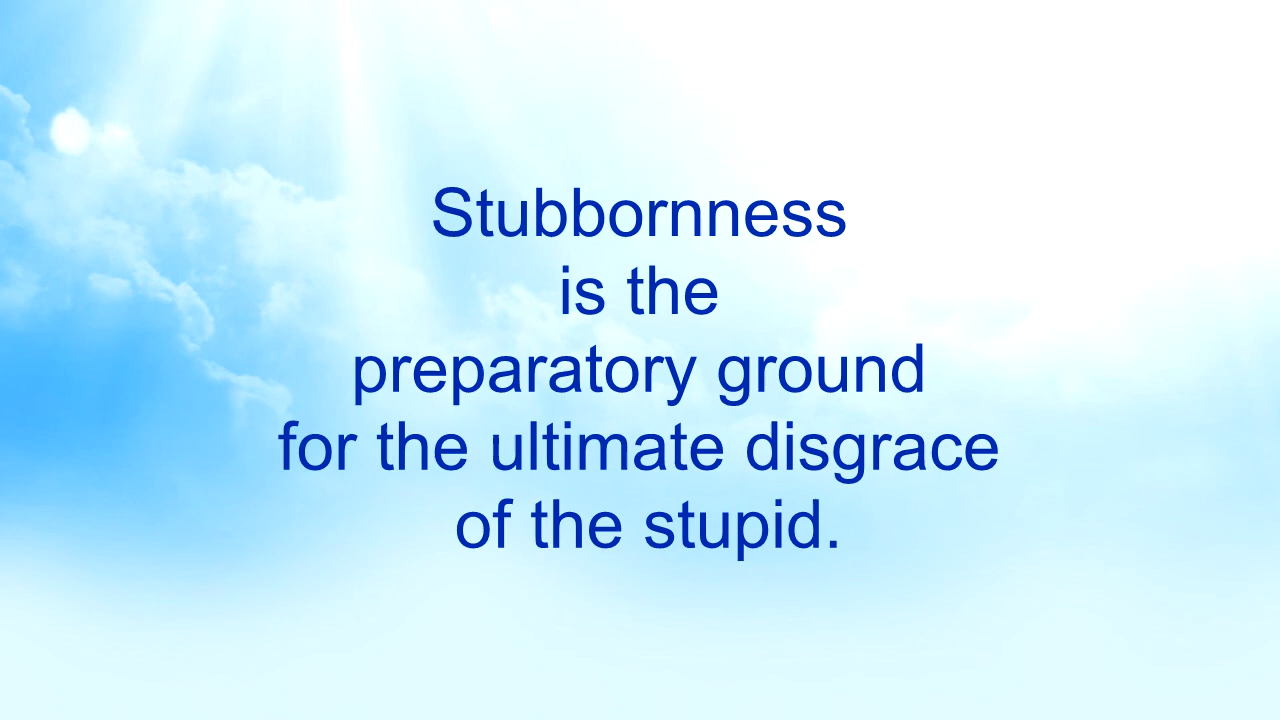 Stubbornness
is the
preparatory ground
for the ultimate disgrace
of the stupid.